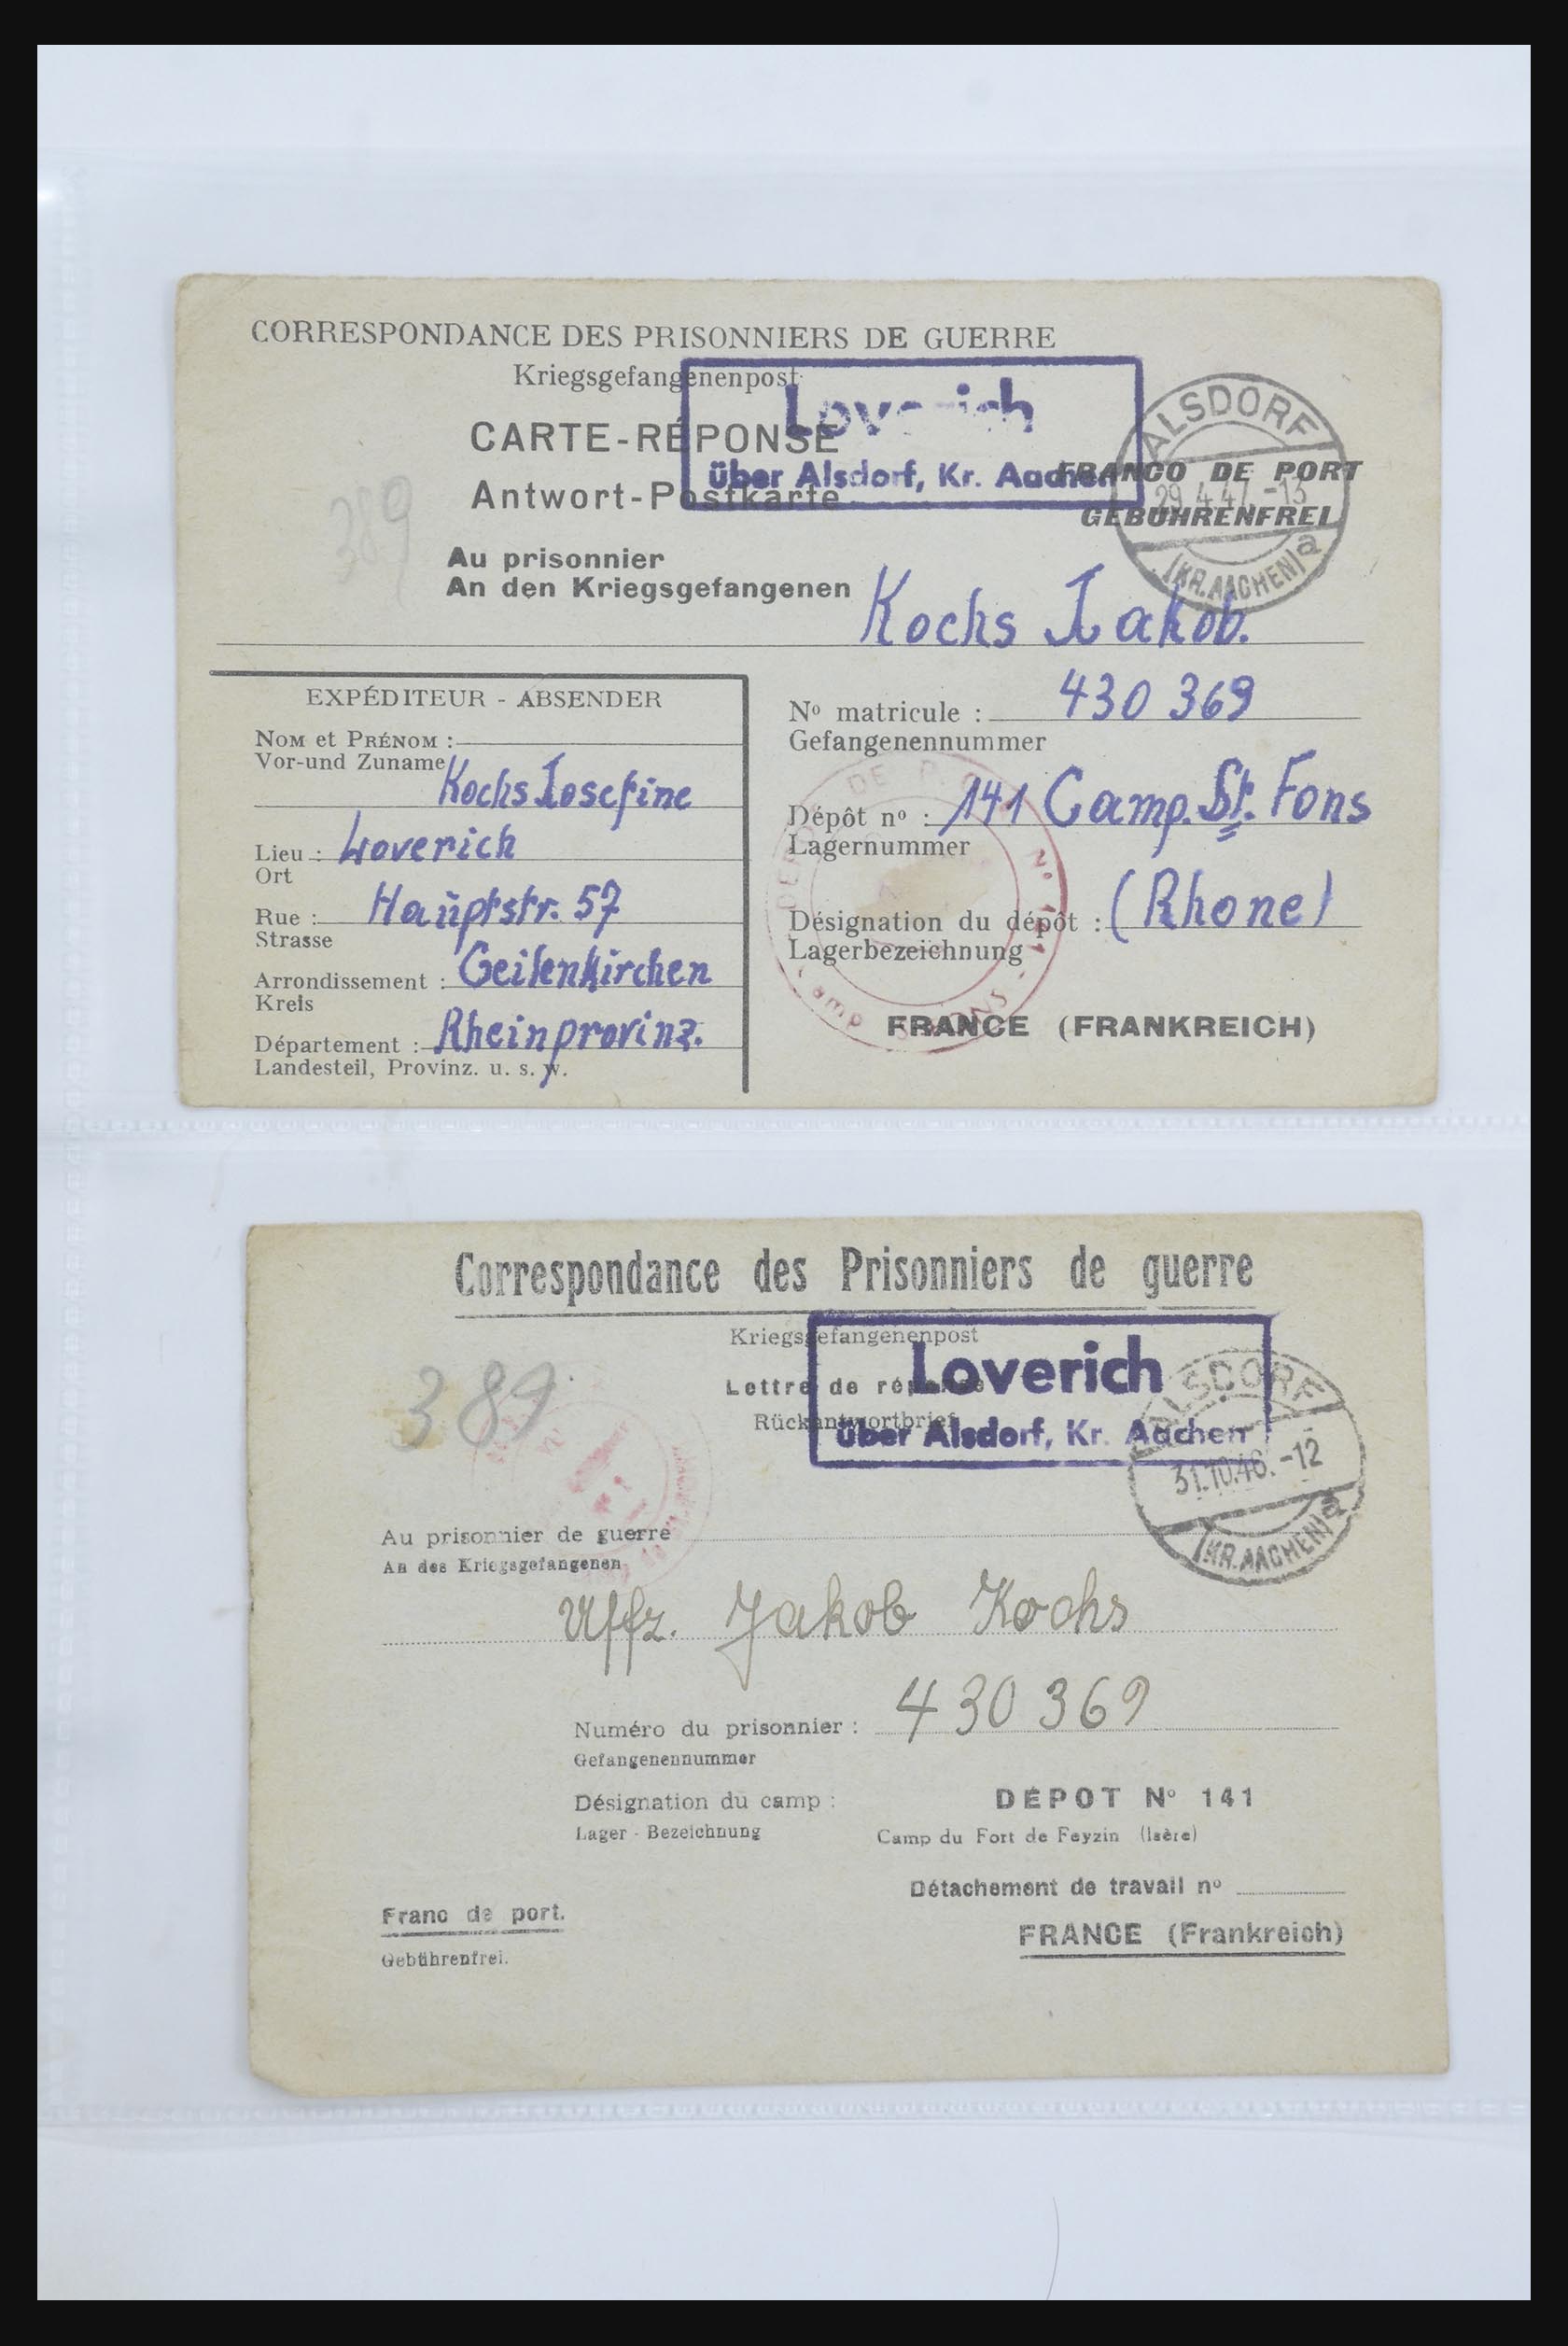 CORRESPONDANCE DES PRISONNIERS DE GUERRE
Kriegsgefangenenpost
Loverich
über Alsdorf, Kr. Aachen
CARTE-RÉPONSE
Antwort-Postkarte
ALSDORF
29.4.47.-13
(KR.AACHEN) a
FRANCO DE PORT
GEBÜHRENFREI
389
Au prisonnier
An den Kriegsgefangenen
Kochs Jakob.
EXPÉDITEUR - ABSENDER
Nom et Prénom :
Vor-und Zuname
Kochs Josefine
Lieu : Loverich
Ort
Rue : Hauptstr. 57
Strasse
Arrondissement : Geilenkirchen
Kreis
Département : Rheinprovinz.
Landesteil, Provinz. u. s. w.
Nº matricule : 430 369
Gefangenennummer
Dépôt nº : 141 Camp. St. Fons
Lagernummer
Désignation du dépôt : (Rhone)
Lagerbezeichnung
FRANCE (FRANKREICH)
Correspondance des Prisonniers de guerre
Kriegsgefangenenpost
Loverich
über Alsdorf, Kr. Aachen
Lettre de réponse
Rückantwortbrief
ALSDORF
31.10.46.-12
(KR.AACHEN) a
389
Au prisonnier de guerre
An des Kriegsgefangenen
Uffz. Jakob Kochs
Numéro du prisonnier : 430 369
Gefangenennummer
Désignation du camp : DÉPOT Nº 141
Lager - Bezeichnung
Camp du Fort de Feyzin (Isère)
Détachement de travail nº
Franc de port.
Gebührenfrei.
FRANCE (Frankreich)